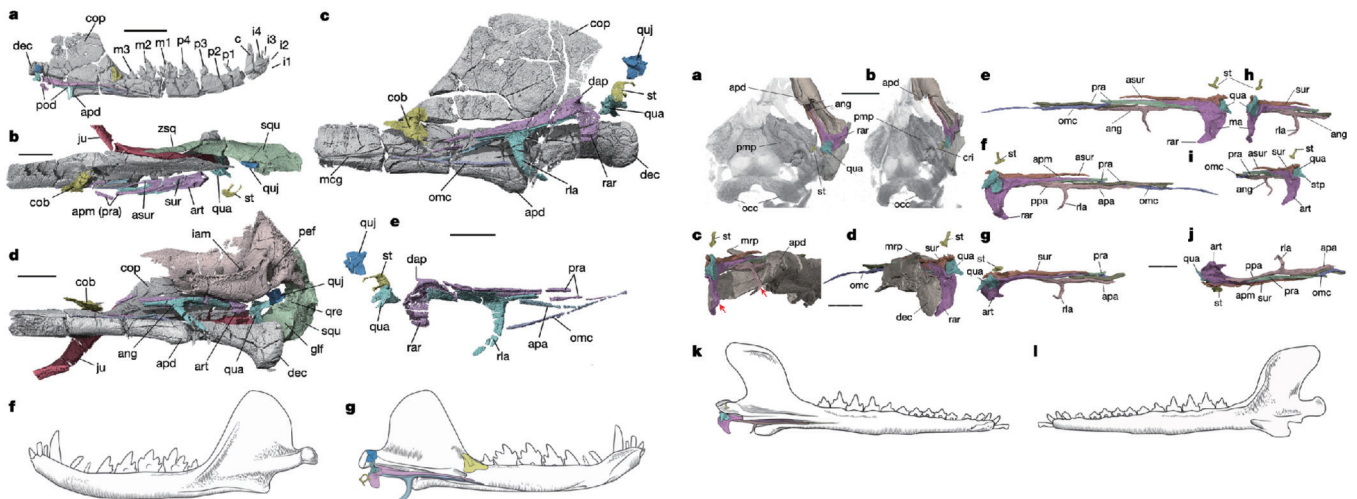 a
cop
dec
m3 m2 m1 p4 p3 p2 p1 c i4 i3 i2 i1
pod
apd
b
ju
zsq
squ
cob
apm (pra)
asur
sur
art
qua
st
quj
c
cop
quj
dap
cob
st
qua
mcg
omc
rla
rar
dec
apd
d
iam
pef
cop
cob
quj
qre
squ
glf
ang
apd
art
qua
dec
ju
e
quj
st
dap
pra
qua
apa
omc
rar
rla
f
g
a
apd
ang
rar
pmp
qua
st
occ
b
apd
pmp
cri
occ
c
st
mrp
apd
qua
d
mrp
sur
st
qua
omc
dec
rar
e
pra
asur
st
qua
omc
ang
ma
rar
f
st
apm
asur
pra
ppa
rla
apa
omc
rar
g
st
qua
sur
pra
art
rla
apa
h
st
qua
sur
ma
rla
ang
i
omc
pra
asur
sur
st
qua
ang
stp
art
j
art
rla
apa
qua
st
apm
sur
ppa
pra
omc
k
l